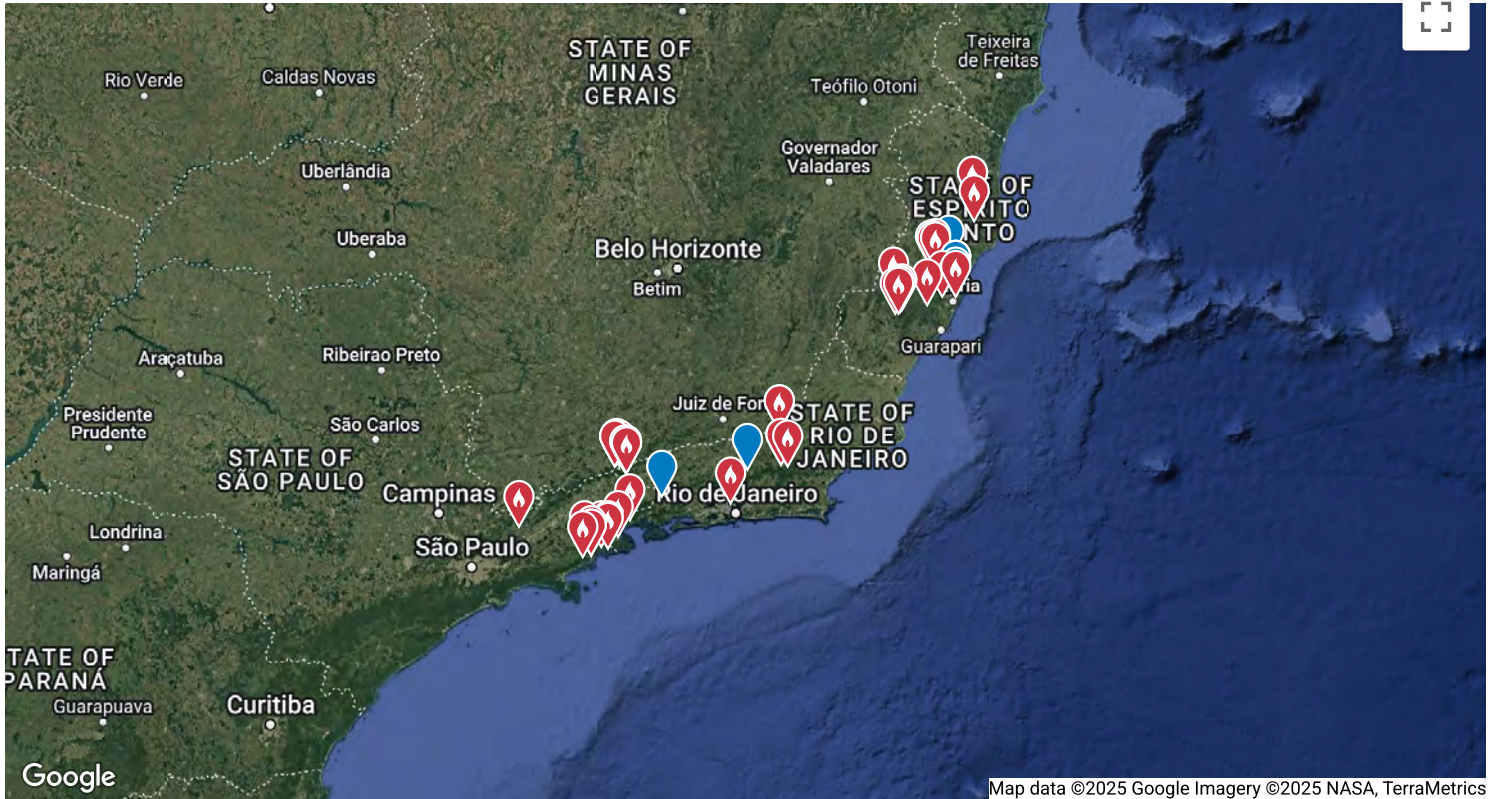 Teixeira
de Freitas
STATE OF
MINAS
GERAIS
Rio Verde
Caldas Novas
Teófilo Otoni
Governador
Valadares
Uberlândia
STATE OF
ESPÍRITO
NTO
Uberaba
Belo Horizonte
Betim
ria
Guarapari
Araçatuba
Ribeirao Preto
Presidente
Prudente
São Carlos
Juiz de For
STATE OF
RIO DE
JANEIRO
STATE OF
SÃO PAULO
Campinas
Rio de Janeiro
Londrina
São Paulo
Maringá
TATE OF
PARANÁ
Guarapuava
Curitiba
Google
Map data ©2025 Google Imagery ©2025 NASA, TerraMetrics